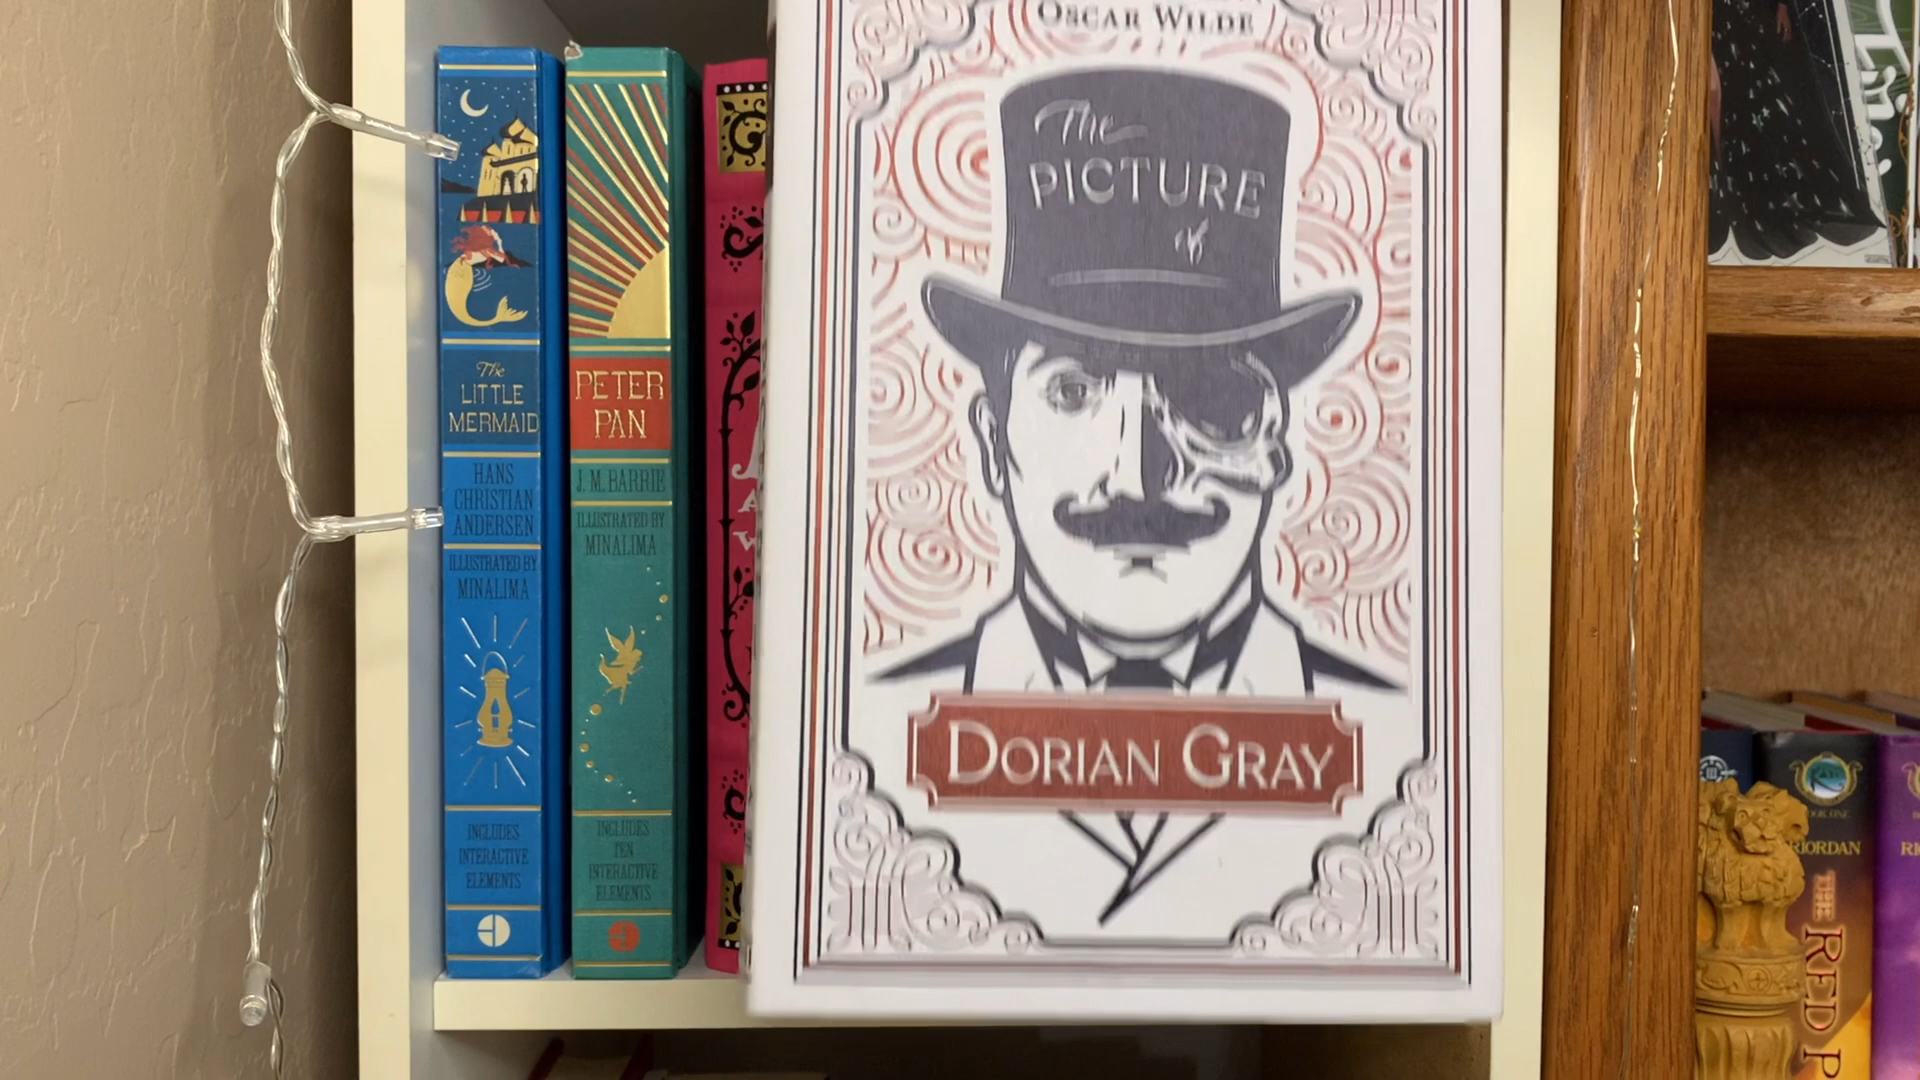 The
LITTLE
MERMAID
HANS
CHRISTIAN
ANDERSEN
ILLUSTRATED BY
MINALIMA
INCLUDES
INTERACTIVE
ELEMENTS
PETER
PAN
J. M. BARRIE
ILLUSTRATED BY
MINALIMA
INCLUDES
TEN
INTERACTIVE
ELEMENTS
OSCAR WILDE
The
PICTURE
of
DORIAN GRAY
RIORDAN
THE
RED P